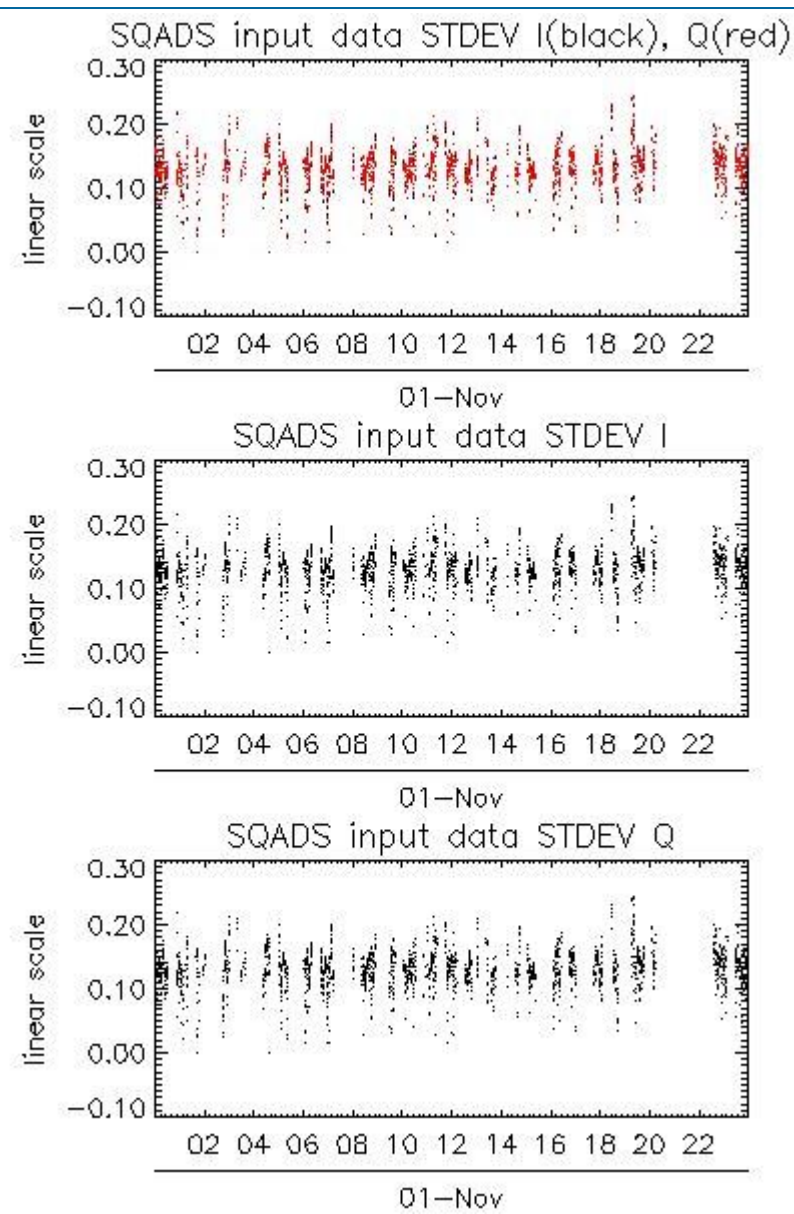 SQADS input data STDEV I(black), Q(red)
0.30
0.20
0.10
0.00
−0.10
linear scale
02 04 06 08 10 12 14 16 18 20 22
01−Nov
SQADS input data STDEV I
0.30
0.20
0.10
0.00
−0.10
linear scale
02 04 06 08 10 12 14 16 18 20 22
01−Nov
SQADS input data STDEV Q
0.30
0.20
0.10
0.00
−0.10
linear scale
02 04 06 08 10 12 14 16 18 20 22
01−Nov